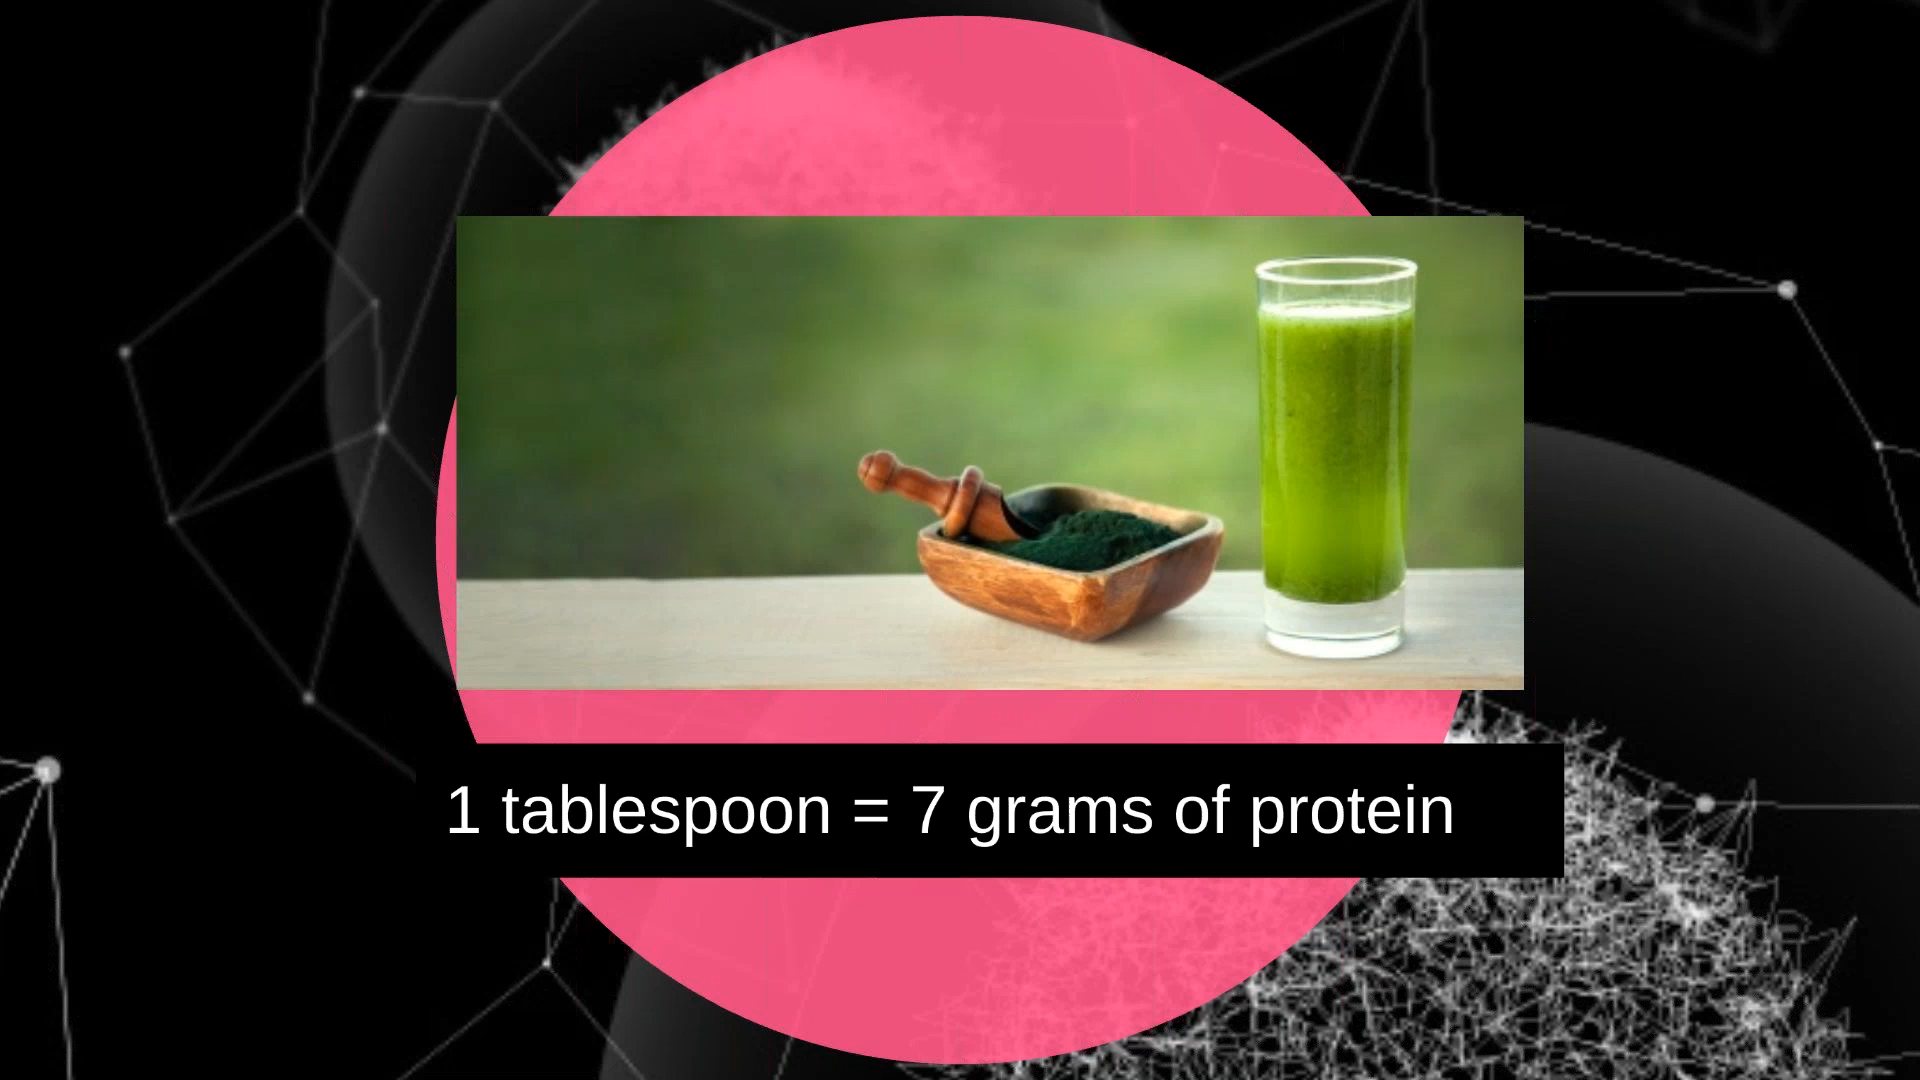 1 tablespoon = 7 grams of protein